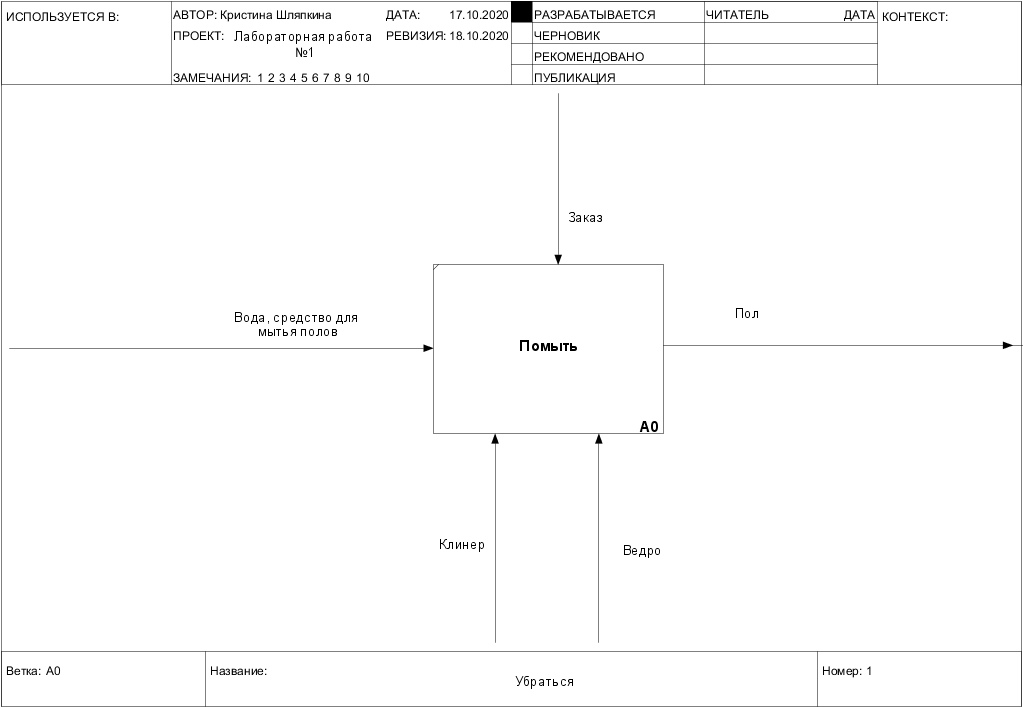 ИСПОЛЬЗУЕТСЯ В:
АВТОР: Кристина Шляпкина
ДАТА: 17.10.2020
ПРОЕКТ: Лабораторная работа
№1
РЕВИЗИЯ: 18.10.2020
ЗАМЕЧАНИЯ: 1 2 3 4 5 6 7 8 9 10
РАЗРАБАТЫВАЕТСЯ
ЧЕРНОВИК
РЕКОМЕНДОВАНО
ПУБЛИКАЦИЯ
ЧИТАТЕЛЬ ДАТА
КОНТЕКСТ:
Заказ
Вода, средство для
мытья полов
Пол
Помыть
A0
Клинер
Ведро
Ветка: A0
Название:
Убраться
Номер: 1